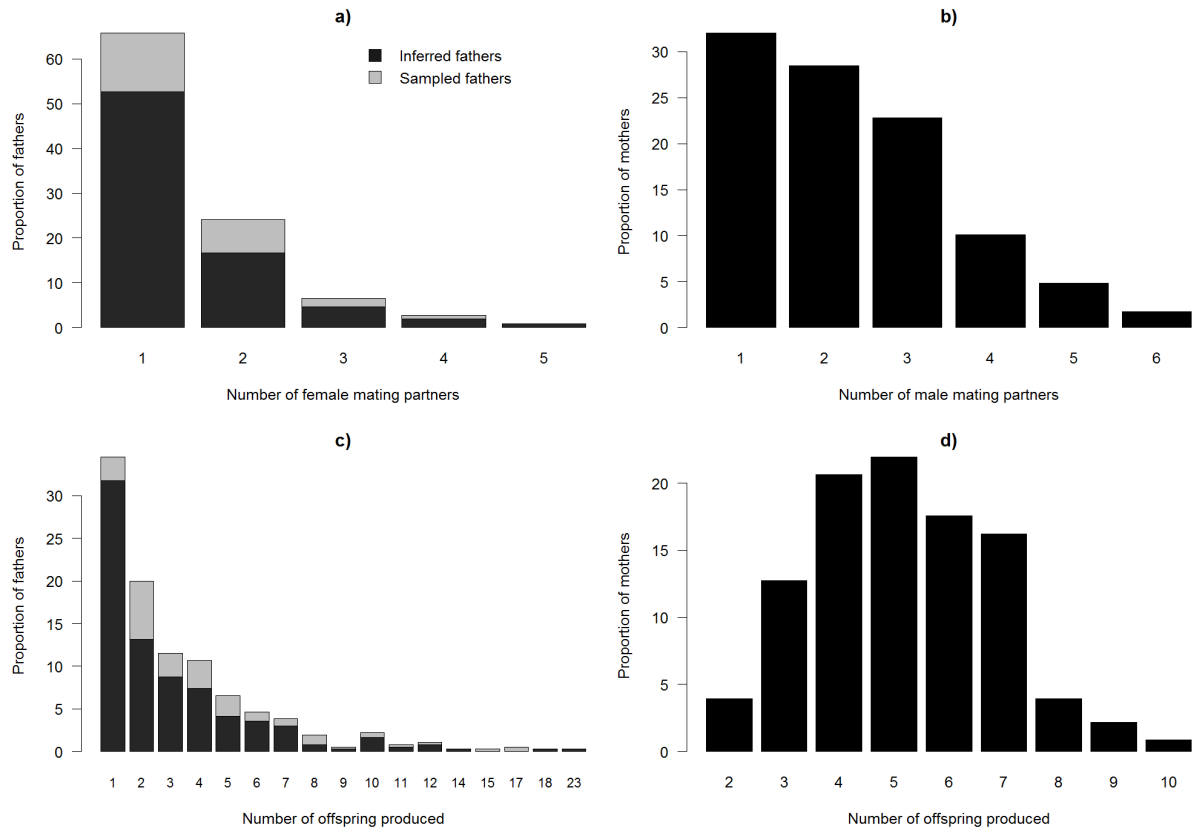 a)
Proportion of fathers
60
50
40
30
20
10
0
Inferred fathers
Sampled fathers
1 2 3 4 5
Number of female mating partners
b)
Proportion of mothers
30
25
20
15
10
5
0
1 2 3 4 5 6
Number of male mating partners
c)
Proportion of fathers
30
25
20
15
10
5
0
1 2 3 4 5 6 7 8 9 10 11 12 14 15 17 18 23
Number of offspring produced
d)
Proportion of mothers
20
15
10
5
0
2 3 4 5 6 7 8 9 10
Number of offspring produced